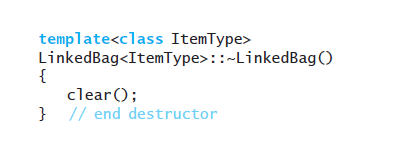 template<class ItemType>
LinkedBag<ItemType>::~LinkedBag()
{
    clear();
}  // end destructor